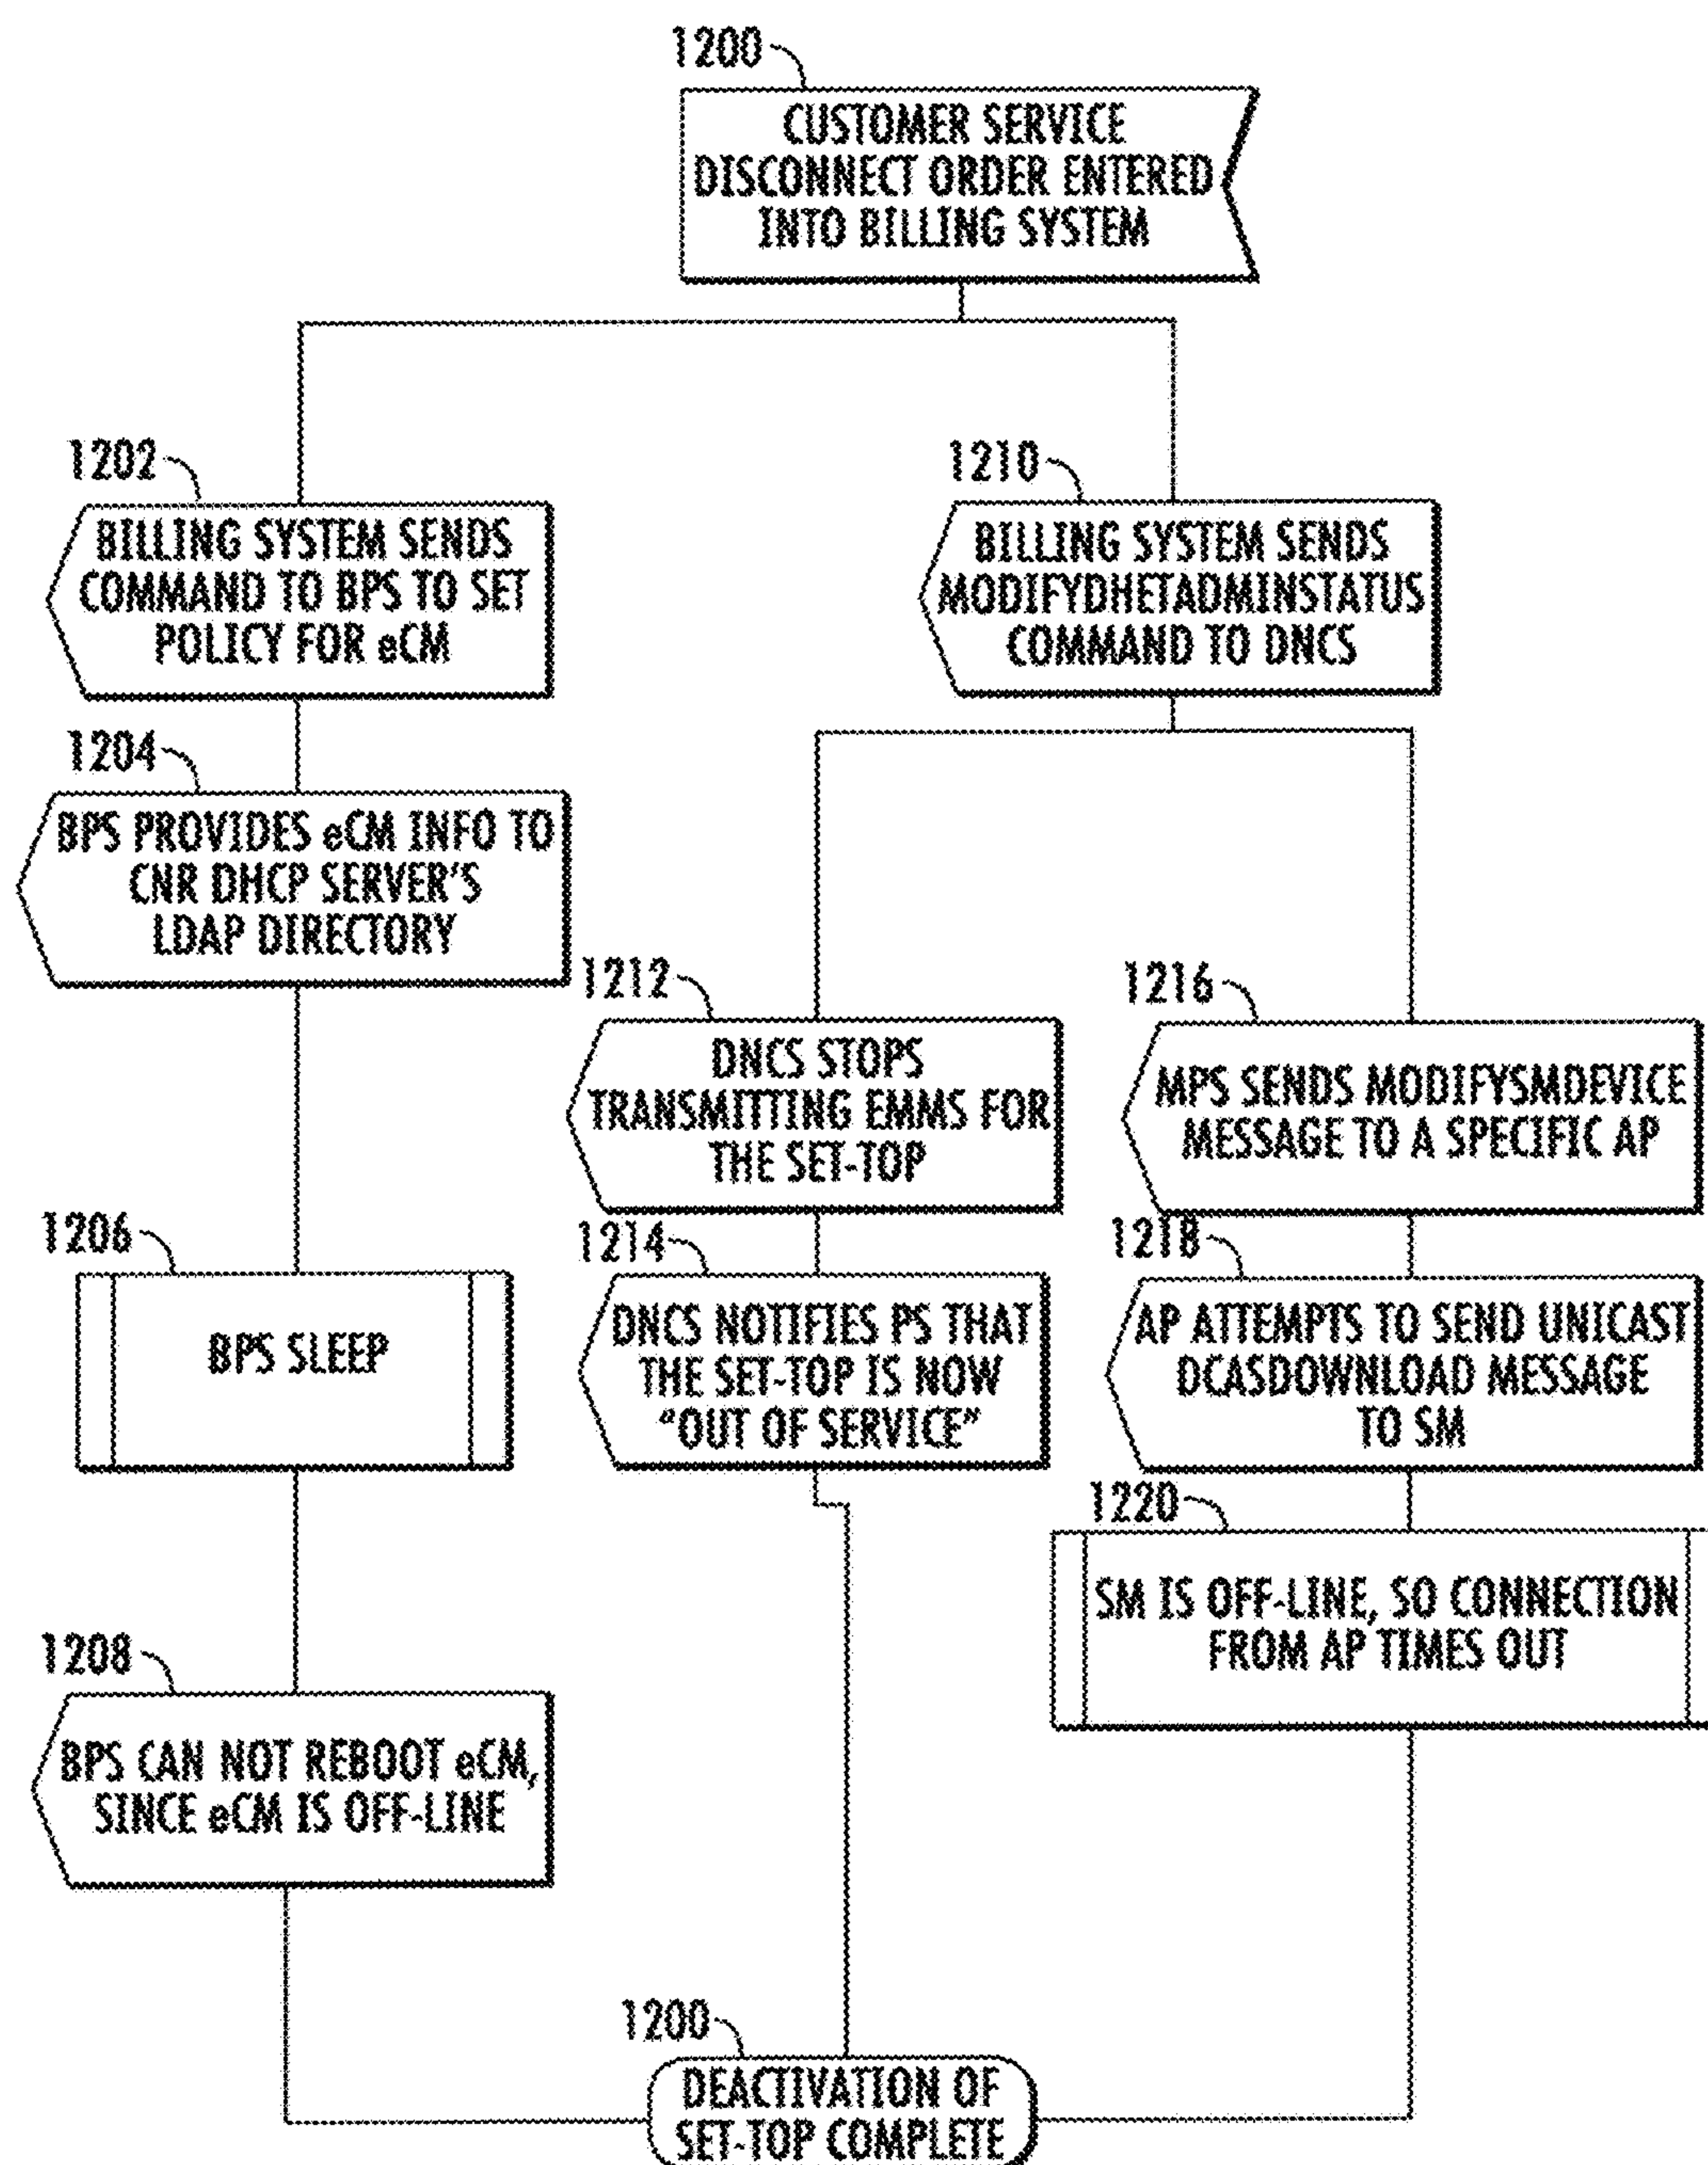 1200
CUSTOMER SERVICE
DISCONNECT ORDER ENTERED
INTO BILLING SYSTEM
1202
BILLING SYSTEM SENDS
COMMAND TO BPS TO SET
POLICY FOR eCM
1210
BILLING SYSTEM SENDS
MODIFYDHETADMINSTATUS
COMMAND TO DNCS
1204
BPS PROVIDES eCM INFO TO
CNR DHCP SERVER'S
LDAP DIRECTORY
1212
DNCS STOPS
TRANSMITTING EMMS FOR
THE SET-TOP
1216
MPS SENDS MODIFYSMDEVICE
MESSAGE TO A SPECIFIC AP
1206
BPS SLEEP
1214
DNCS NOTIFIES PS THAT
THE SET-TOP IS NOW
"OUT OF SERVICE"
1218
AP ATTEMPTS TO SEND UNICAST
DCASDOWNLOAD MESSAGE
TO SM
1220
SM IS OFF-LINE, SO CONNECTION
FROM AP TIMES OUT
1208
BPS CAN NOT REBOOT eCM,
SINCE eCM IS OFF-LINE
1200
DEACTIVATION OF
SET-TOP COMPLETE